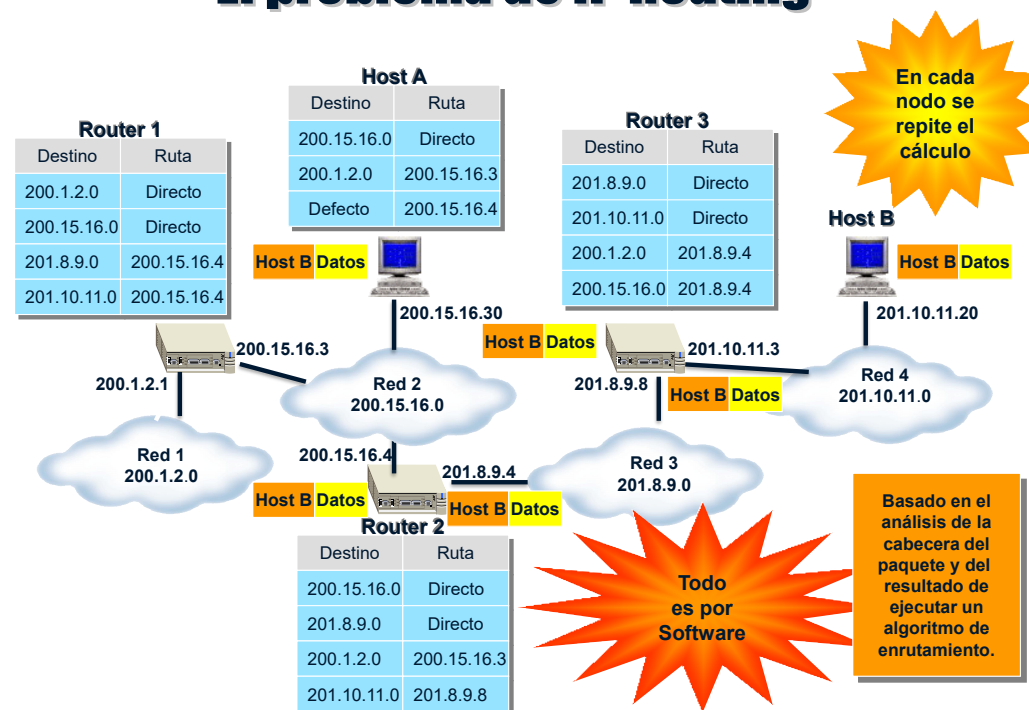 El problema de IP Routing
Host A
Destino Ruta
200.15.16.0 Directo
200.1.2.0 200.15.16.3
Defecto 200.15.16.4
Router 1
Destino Ruta
200.1.2.0 Directo
200.15.16.0 Directo
201.8.9.0 200.15.16.4
201.10.11.0 200.15.16.4
Router 3
Destino Ruta
201.8.9.0 Directo
201.10.11.0 Directo
200.1.2.0 201.8.9.4
200.15.16.0 201.8.9.4
En cada
nodo se
repite el
cálculo
Host B
Host B Datos
Host B Datos
200.15.16.30
201.10.11.20
Host B Datos
200.15.16.3
201.10.11.3
200.1.2.1
Red 2
200.15.16.0
201.8.9.8
Host B Datos
Red 4
201.10.11.0
Red 1
200.1.2.0
200.15.16.4
201.8.9.4
Red 3
201.8.9.0
Host B Datos
Host B Datos
Router 2
Destino Ruta
200.15.16.0 Directo
201.8.9.0 Directo
200.1.2.0 200.15.16.3
201.10.11.0 201.8.9.8
Todo
es por
Software
Basado en el
análisis de la
cabecera del
paquete y del
resultado de
ejecutar un
algoritmo de
enrutamiento.